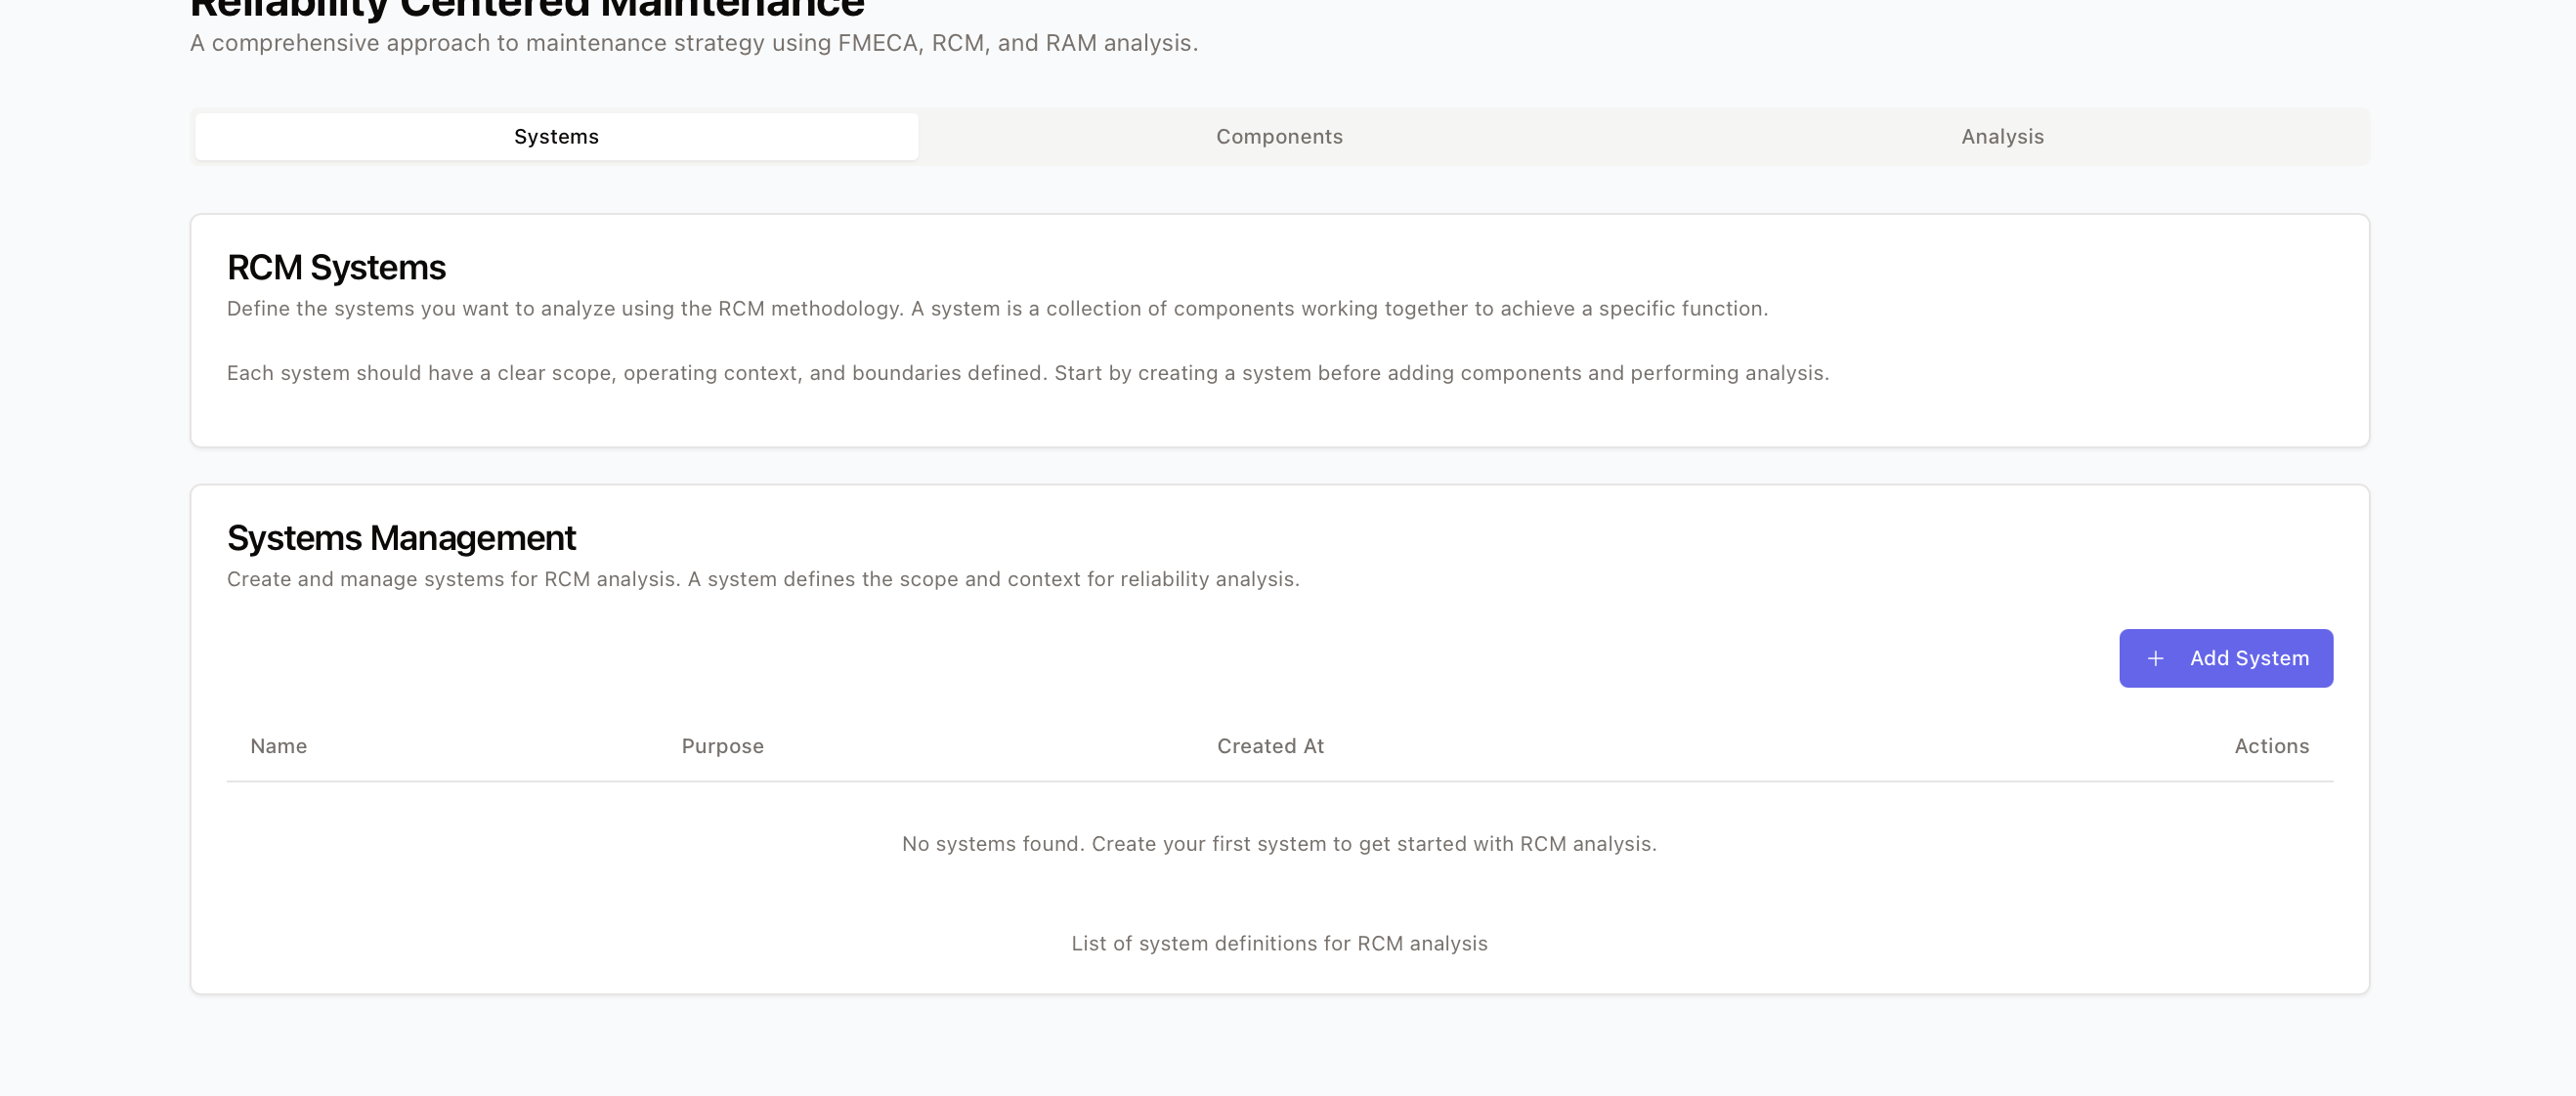 Reliability Centered Maintenance
A comprehensive approach to maintenance strategy using FMECA, RCM, and RAM analysis.
Systems
Components
Analysis
RCM Systems
Define the systems you want to analyze using the RCM methodology. A system is a collection of components working together to achieve a specific function.
Each system should have a clear scope, operating context, and boundaries defined. Start by creating a system before adding components and performing analysis.
Systems Management
Create and manage systems for RCM analysis. A system defines the scope and context for reliability analysis.
+ Add System
Name
Purpose
Created At
Actions
No systems found. Create your first system to get started with RCM analysis.
List of system definitions for RCM analysis